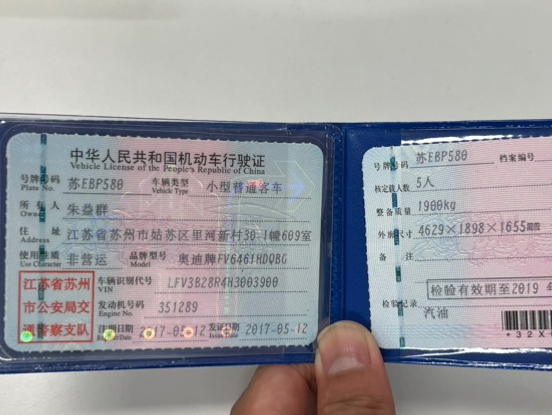 中华人民共和国机动车行驶证
Vehicle License of the People's Republic of China
号牌号码 苏EBP580 车辆类型 小型普通客车
Plate No. Vehicle Type
所有人 朱益群
Owner
住址 江苏省苏州市姑苏区里河新村30-1幢609室
Address
使用性质 非营运 品牌型号 奥迪牌FV6461HDQBG
Use Character Model
江苏省苏州市公安局交通警察支队
车辆识别代号 LFV3B28R4H3003900
VIN
发动机号码 351289
Engine No.
注册日期 2017-05-12 发证日期 2017-05-12
Register Date Issue Date
号牌号码 苏EBP580 档案编号
核定载人数 5人
整备质量 1900kg
外廓尺寸 4629×1898×1655
备注
检验有效期至2019
检验记录
汽油